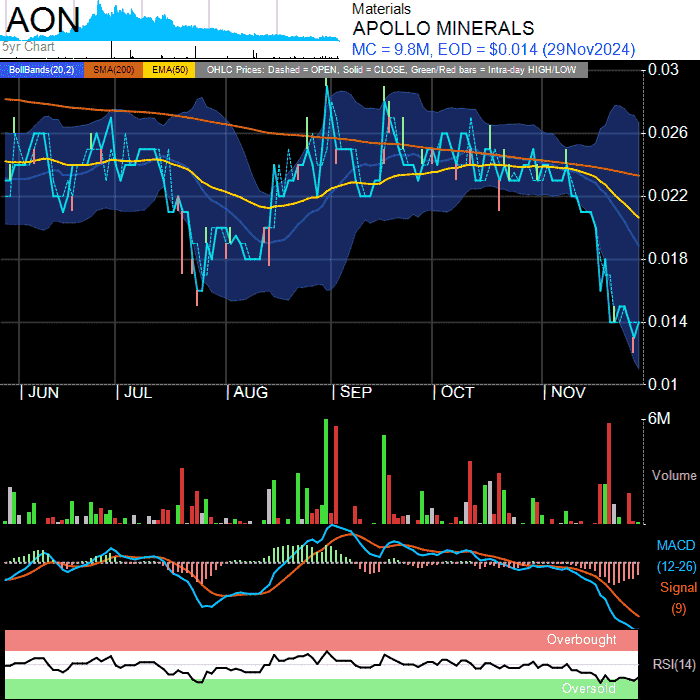 AON
5yr Chart
Materials
APOLLO MINERALS
MC = 9.8M, EOD = $0.014 (29Nov2024)
BollBands(20,2) SMA(200) EMA(50) OHLC Prices: Dashed = OPEN, Solid = CLOSE, Green/Red bars = Intra-day HIGH/LOW
0.03
0.026
0.022
0.018
0.014
0.01
JUN JUL AUG SEP OCT NOV
6M
Volume
MACD
(12-26)
Signal
(9)
Overbought
RSI(14)
Oversold